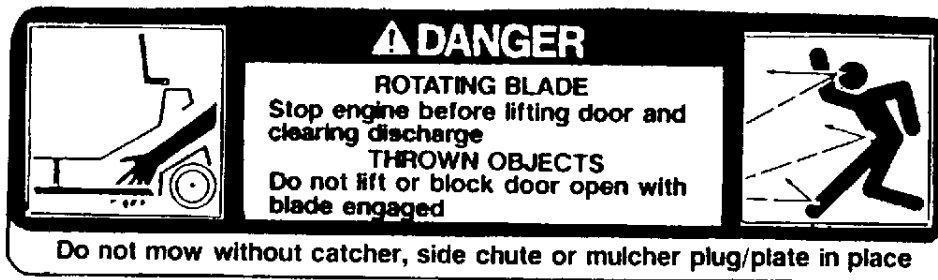 DANGER
ROTATING BLADE
Stop engine before lifting door and
clearing discharge
THROWN OBJECTS
Do not lift or block door open with
blade engaged
Do not mow without catcher, side chute or mulcher plug/plate in place